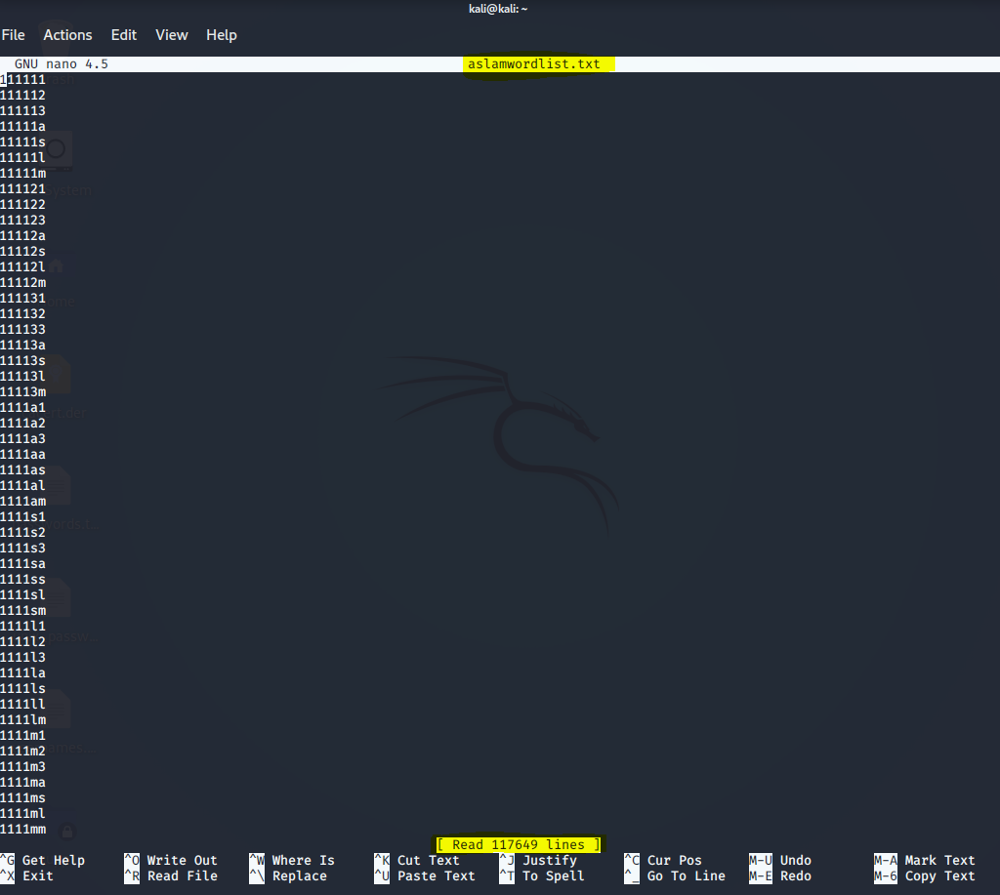 kali@kali: ~
File Actions Edit View Help
GNU nano 4.5 aslamwordlist.txt
111111
111112
111113
11111a
11111s
11111l
11111m
111121
111122
111123
11112a
11112s
11112l
11112m
111131
111132
111133
11113a
11113s
11113l
11113m
1111a1
1111a2
1111a3
1111aa
1111as
1111al
1111am
1111s1
1111s2
1111s3
1111sa
1111ss
1111sl
1111sm
1111l1
1111l2
1111l3
1111la
1111ls
1111ll
1111lm
1111m1
1111m2
1111m3
1111ma
1111ms
1111ml
1111mm
[ Read 117649 lines ]
^G Get Help ^O Write Out ^W Where Is ^K Cut Text ^J Justify ^C Cur Pos M-U Undo M-A Mark Text
^X Exit ^R Read File ^\ Replace ^U Paste Text ^T To Spell ^_ Go To Line M-E Redo M-6 Copy Text